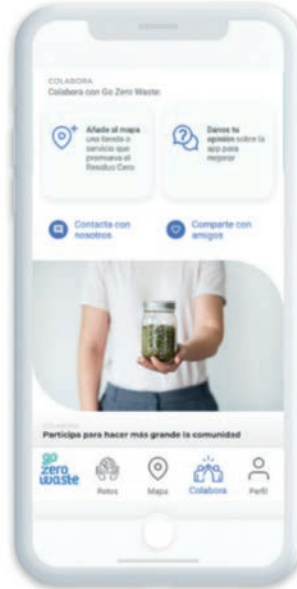 COLABORA
Colabora con Go Zero Waste
Añade al mapa
una tienda o
servicio que
promueva el
Residuo Cero
Danos tu
opinión sobre la
app para
mejorar
Contacta con
nosotros
Comparte con
amigos
COLABORA
Participa para hacer más grande la comunidad
go
zero
waste
Retos
Mapa
Colabora
Perfil